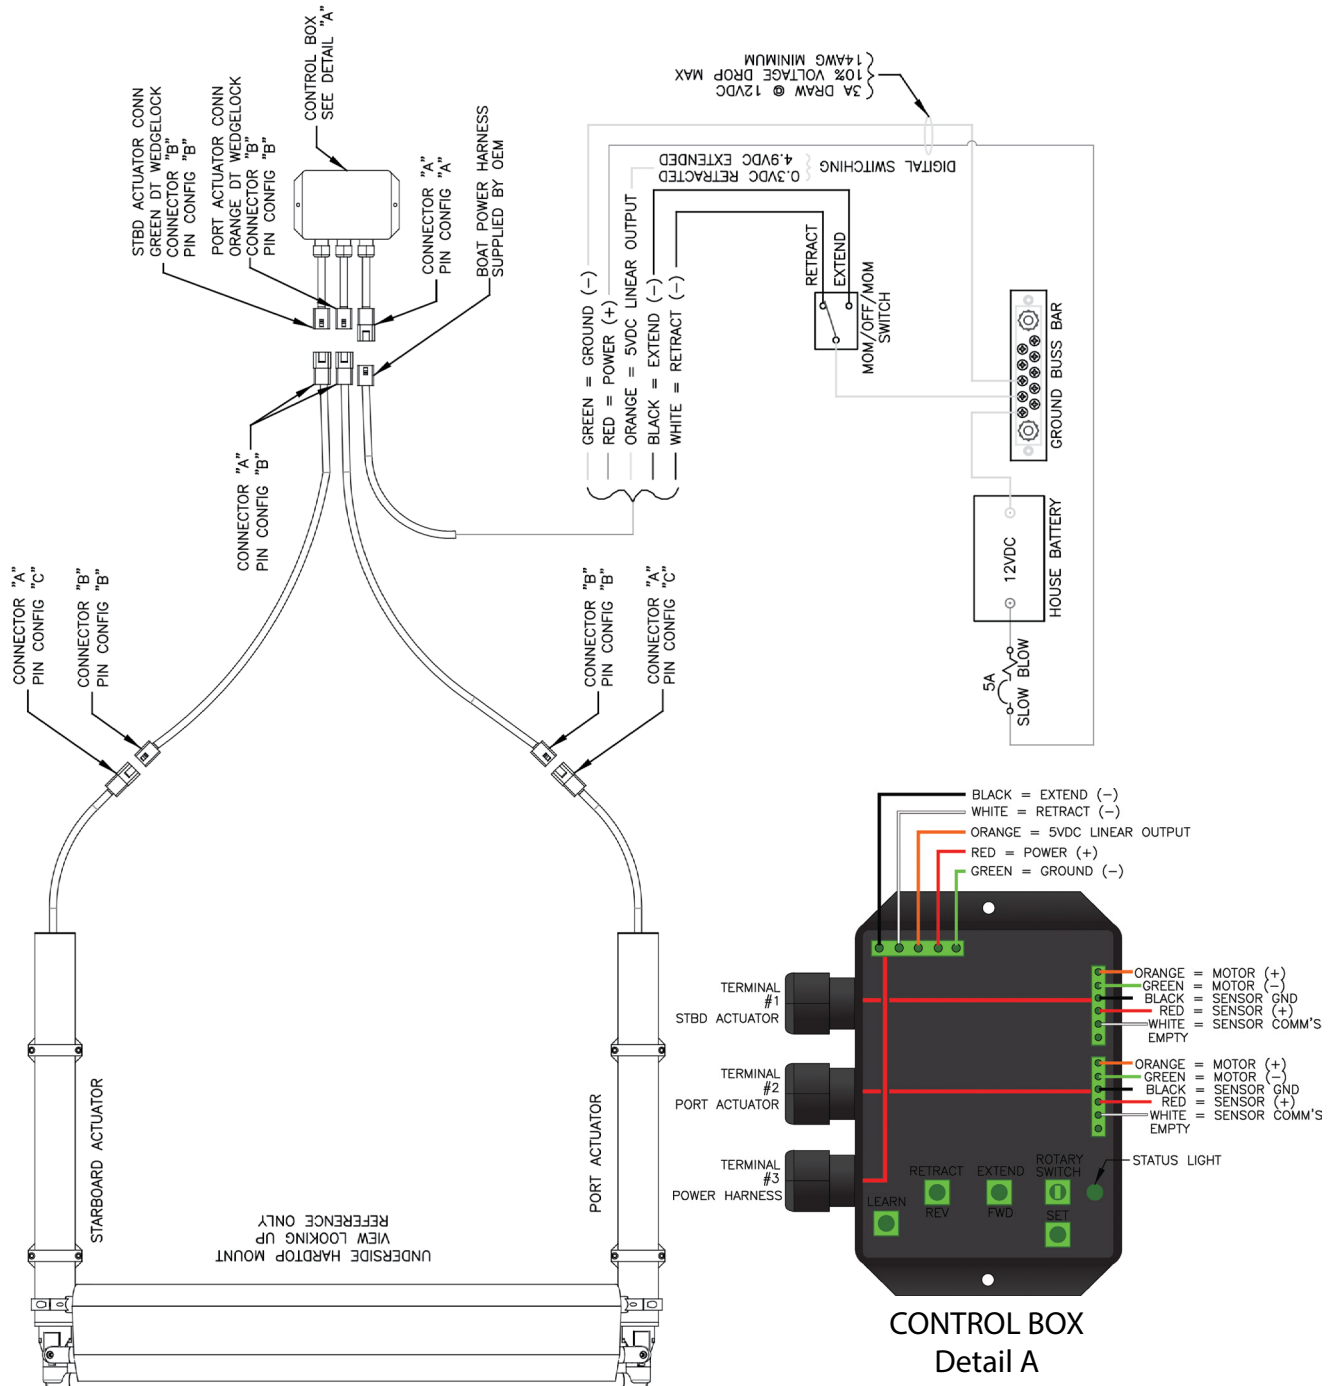 STBD ACTUATOR CONN
GREEN DT WEDGELOCK
CONNECTOR "B"
PIN CONFIG "B"
PORT ACTUATOR CONN
ORANGE DT WEDGELOCK
CONNECTOR "B"
PIN CONFIG "B"
CONTROL BOX
SEE DETAIL "A"
CONNECTOR "A"
PIN CONFIG "A"
BOAT POWER HARNESS
SUPPLIED BY OEM
3A DRAW @ 12VDC
10% VOLTAGE DROP MAX
14AWG MINIMUM
DIGITAL SWITCHING
0.3VDC RETRACTED
4.9VDC EXTENDED
GREEN = GROUND (-)
RED = POWER (+)
ORANGE = 5VDC LINEAR OUTPUT
BLACK = EXTEND (-)
WHITE = RETRACT (-)
RETRACT
EXTEND
MOM/OFF/MOM
SWITCH
GROUND BUSS BAR
12VDC
HOUSE BATTERY
5A
SLOW BLOW
CONNECTOR "A"
PIN CONFIG "B"
CONNECTOR "A"
PIN CONFIG "C"
CONNECTOR "B"
PIN CONFIG "B"
CONNECTOR "B"
PIN CONFIG "B"
CONNECTOR "A"
PIN CONFIG "C"
STARBOARD ACTUATOR
PORT ACTUATOR
UNDERSIDE HARDTOP MOUNT
VIEW LOOKING UP
REFERENCE ONLY
BLACK = EXTEND (-)
WHITE = RETRACT (-)
ORANGE = 5VDC LINEAR OUTPUT
RED = POWER (+)
GREEN = GROUND (-)
TERMINAL
#1
STBD ACTUATOR
TERMINAL
#2
PORT ACTUATOR
TERMINAL
#3
POWER HARNESS
ORANGE = MOTOR (+)
GREEN = MOTOR (-)
BLACK = SENSOR GND
RED = SENSOR (+)
WHITE = SENSOR COMM'S
EMPTY
ORANGE = MOTOR (+)
GREEN = MOTOR (-)
BLACK = SENSOR GND
RED = SENSOR (+)
WHITE = SENSOR COMM'S
EMPTY
STATUS LIGHT
LEARN
RETRACT
REV
EXTEND
FWD
ROTARY
SWITCH
SET
CONTROL BOX
Detail A